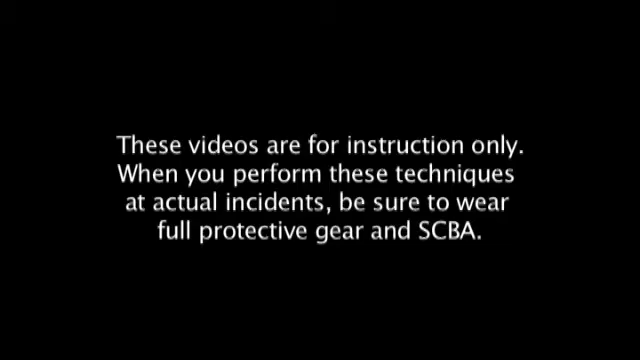 These videos are for instruction only.
When you perform these techniques
at actual incidents, be sure to wear
full protective gear and SCBA.